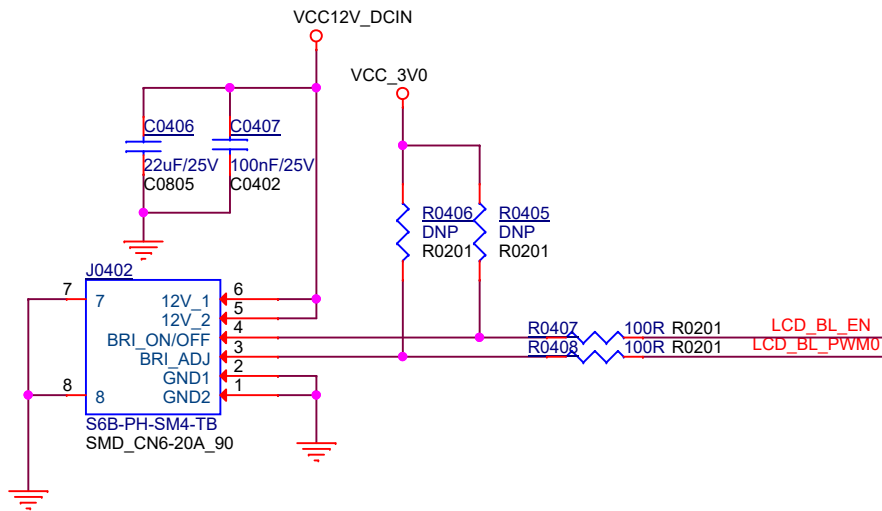 VCC12V_DCIN
VCC_3V0
C0406 C0407
22uF/25V 100nF/25V
C0805 C0402
R0406 R0405
DNP DNP
R0201 R0201
J0402
7 7 12V_1 6
12V_2 5
BRI_ON/OFF 4 R0407 100R R0201 LCD_BL_EN
BRI_ADJ 3 R0408 100R R0201 LCD_BL_PWM0
GND1 2
8 8 GND2 1
S6B-PH-SM4-TB
SMD_CN6-20A_90